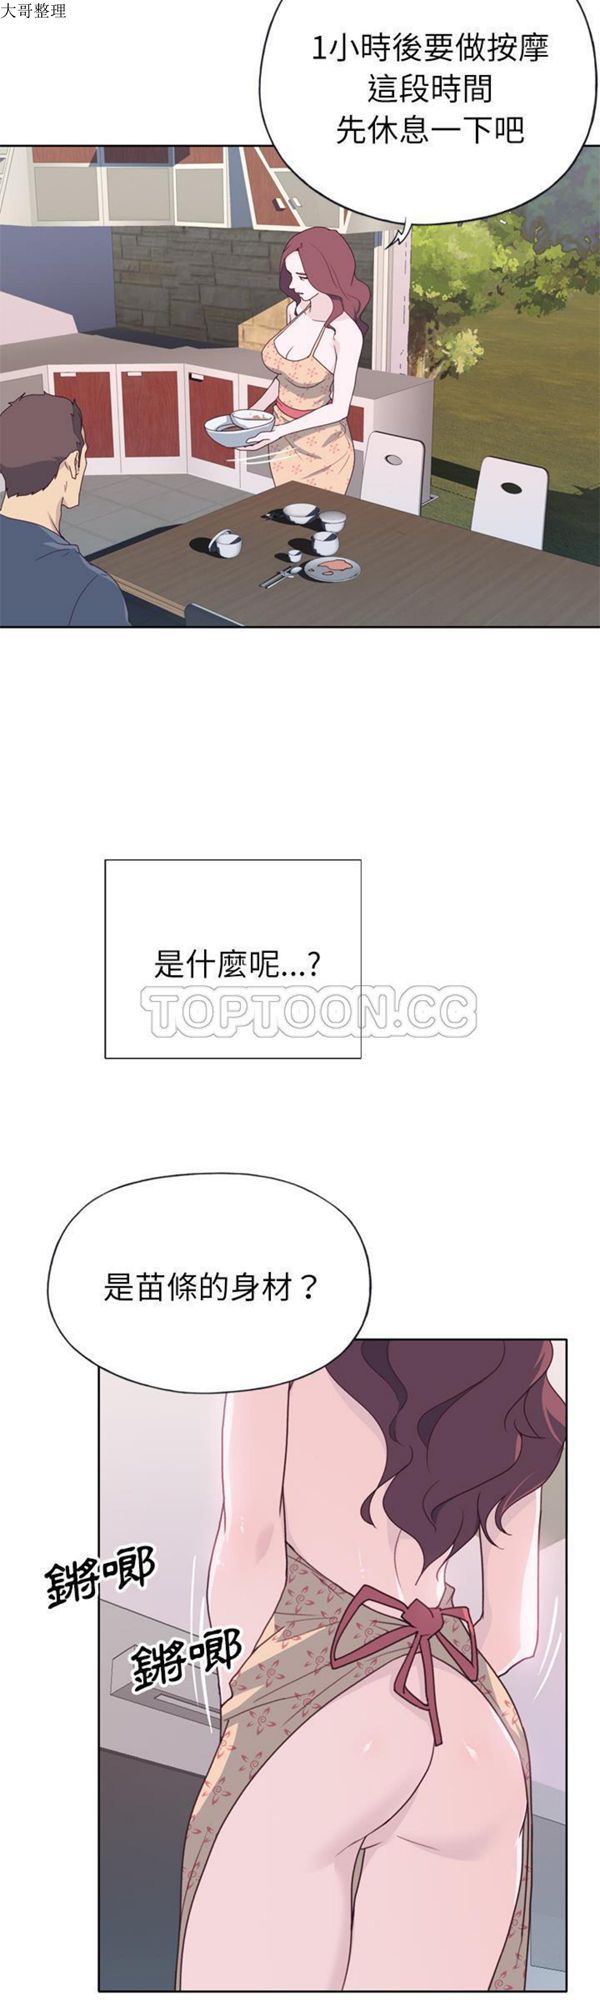 大哥整理
1小時後要做按摩
這段時間
先休息一下吧
是什麼呢...?
TOPTOON.CC
是苗條的身材？
鏘啷
鏘啷